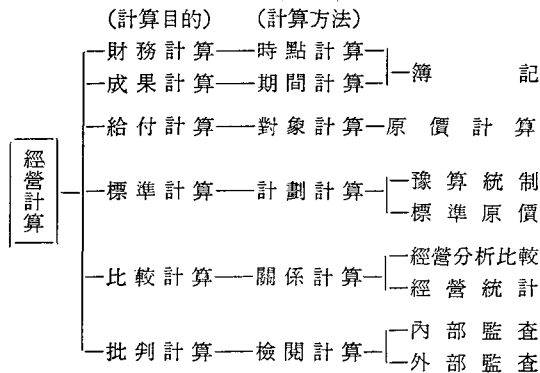 (計算目的) (計算方法)
財務計算 時點計算
簿記
成果計算 期間計算
給付計算 對象計算 原價計算
經營計算
標準計算 計劃計算
豫算統制
標準原價
比較計算 關係計算
經營分析比較
經營統計
批判計算 檢閱計算
內部監査
外部監査